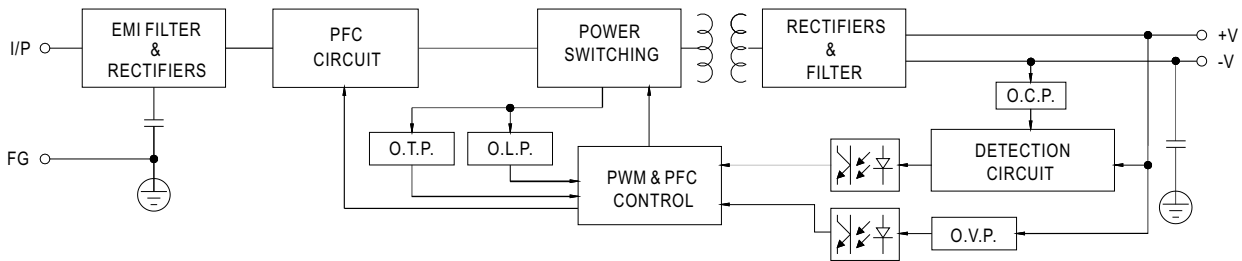 I/P
EMI FILTER
&
RECTIFIERS
PFC
CIRCUIT
POWER
SWITCHING
RECTIFIERS
&
FILTER
+V
-V
O.C.P.
FG
O.T.P.
O.L.P.
PWM & PFC
CONTROL
DETECTION
CIRCUIT
O.V.P.